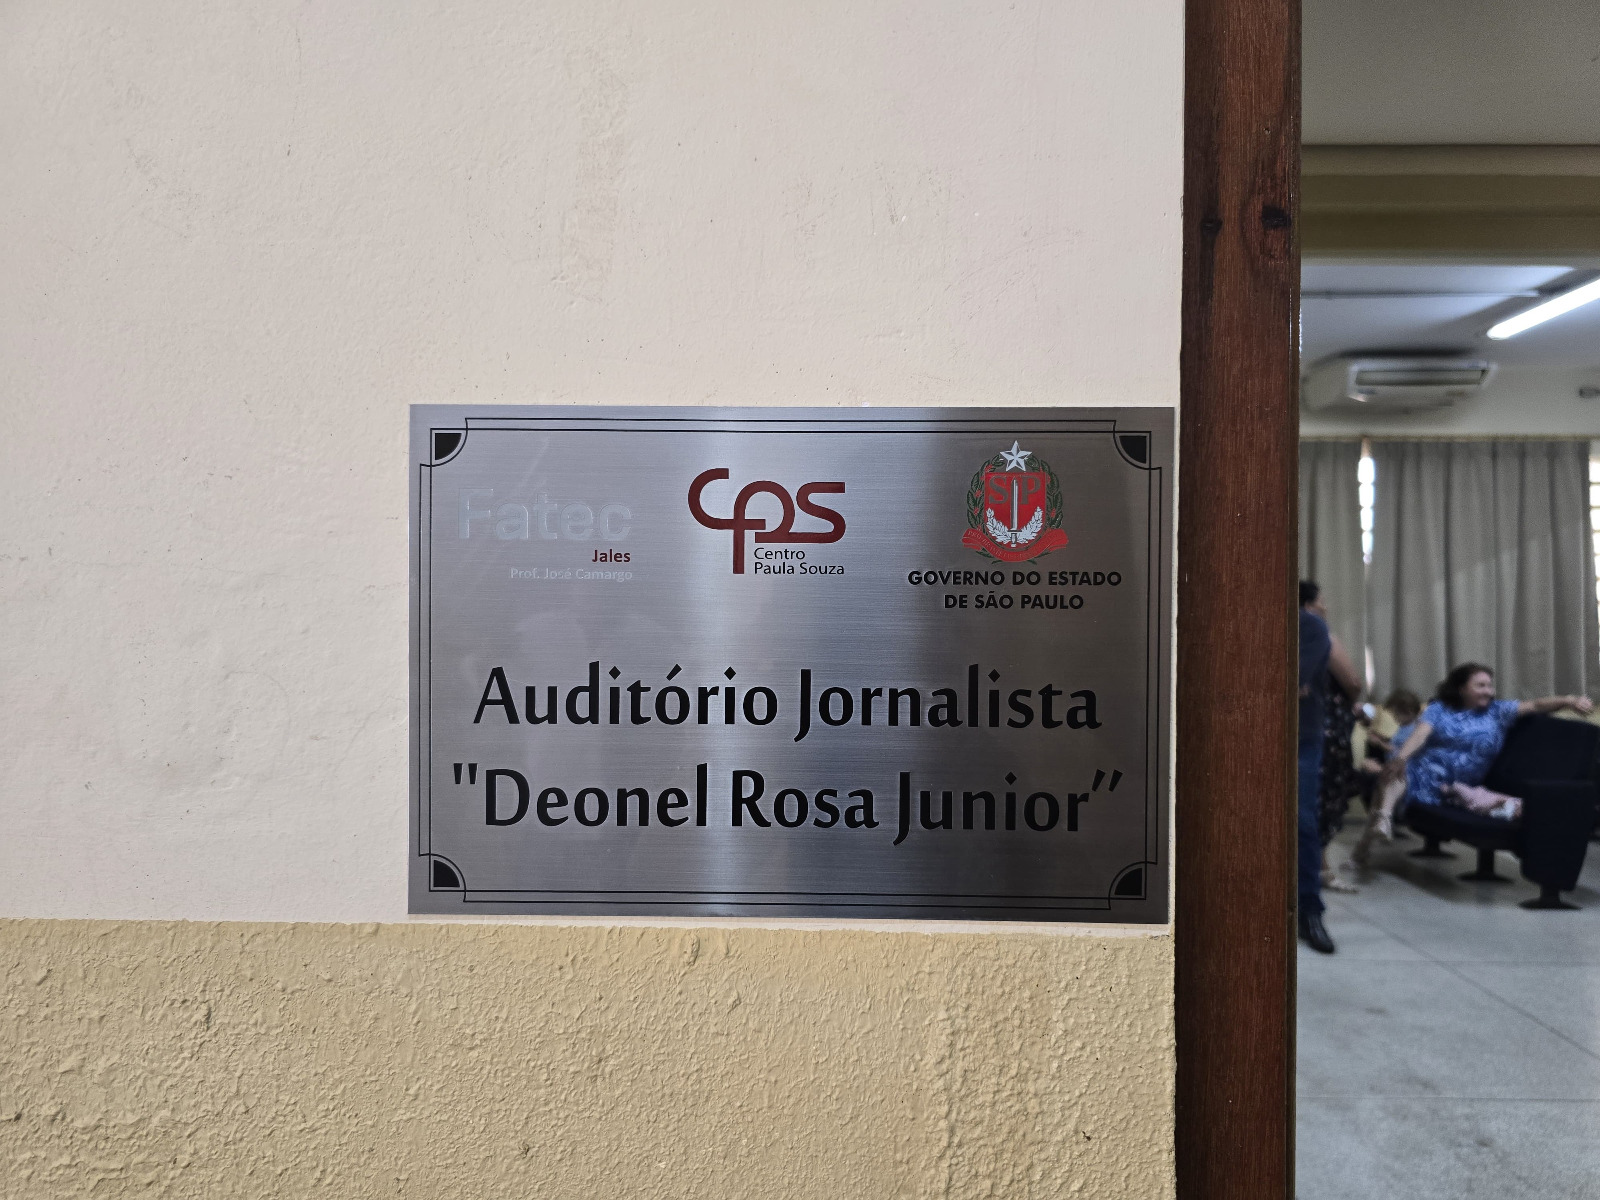 Fatec
Jales
Prof. José Camargo
cps
Centro
Paula Souza
SP
GOVERNO DO ESTADO
DE SÃO PAULO
Auditório Jornalista
"Deonel Rosa Junior”